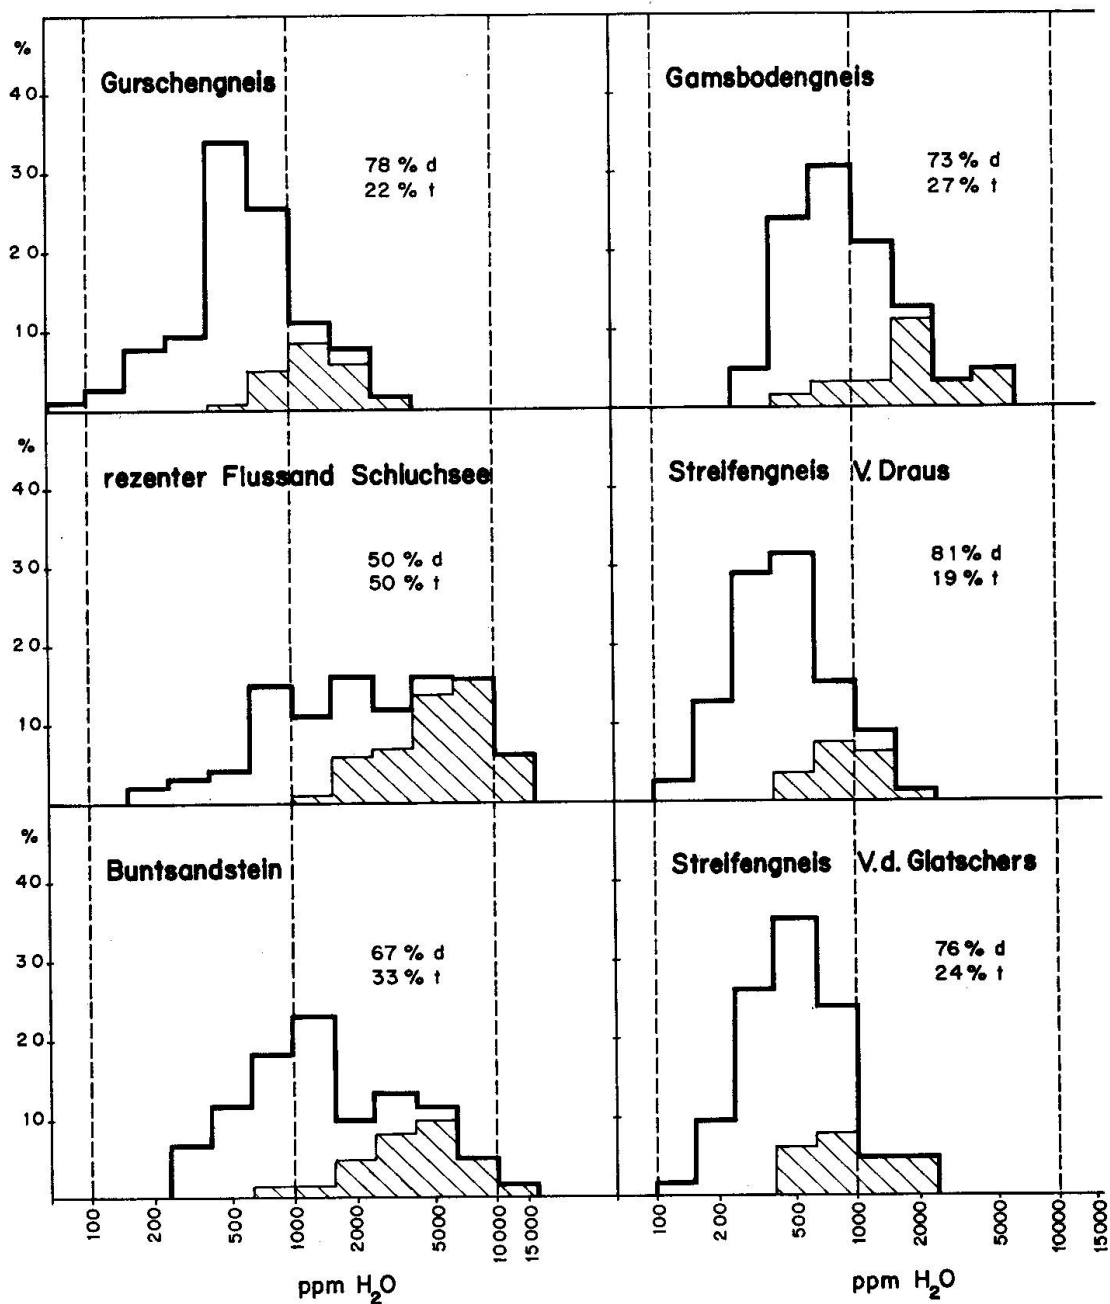 %
Gurschengneis
Gamsbodengneis
40
30
20
10
78 % d
22 % t
73 % d
27 % t
%
rezenter Flussand Schluchsee
Streifengneis V. Draus
40
30
20
10
50 % d
50 % t
81% d
19 % t
%
Buntsandstein
Streifengneis V.d. Glatschers
40
30
20
10
67 % d
33 % t
76 % d
24 % t
100 200 500 1000 2000 5000 10000 15000
100 200 500 1000 2000 5000 10000 15000
ppm H₂O
ppm H₂O